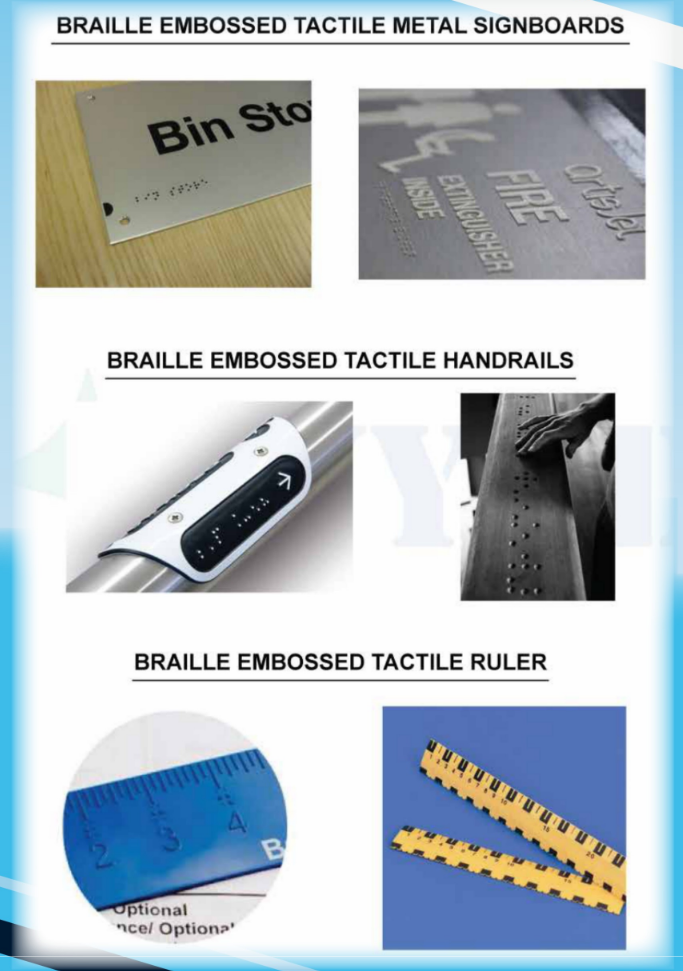 BRAILLE EMBOSSED TACTILE METAL SIGNBOARDS
Bin Sto
artisJet
FIRE
EXTINGUISHER
INSIDE
BRAILLE EMBOSSED TACTILE HANDRAILS
BRAILLE EMBOSSED TACTILE RULER
2 3 4
B
Optional
nce/ Optional